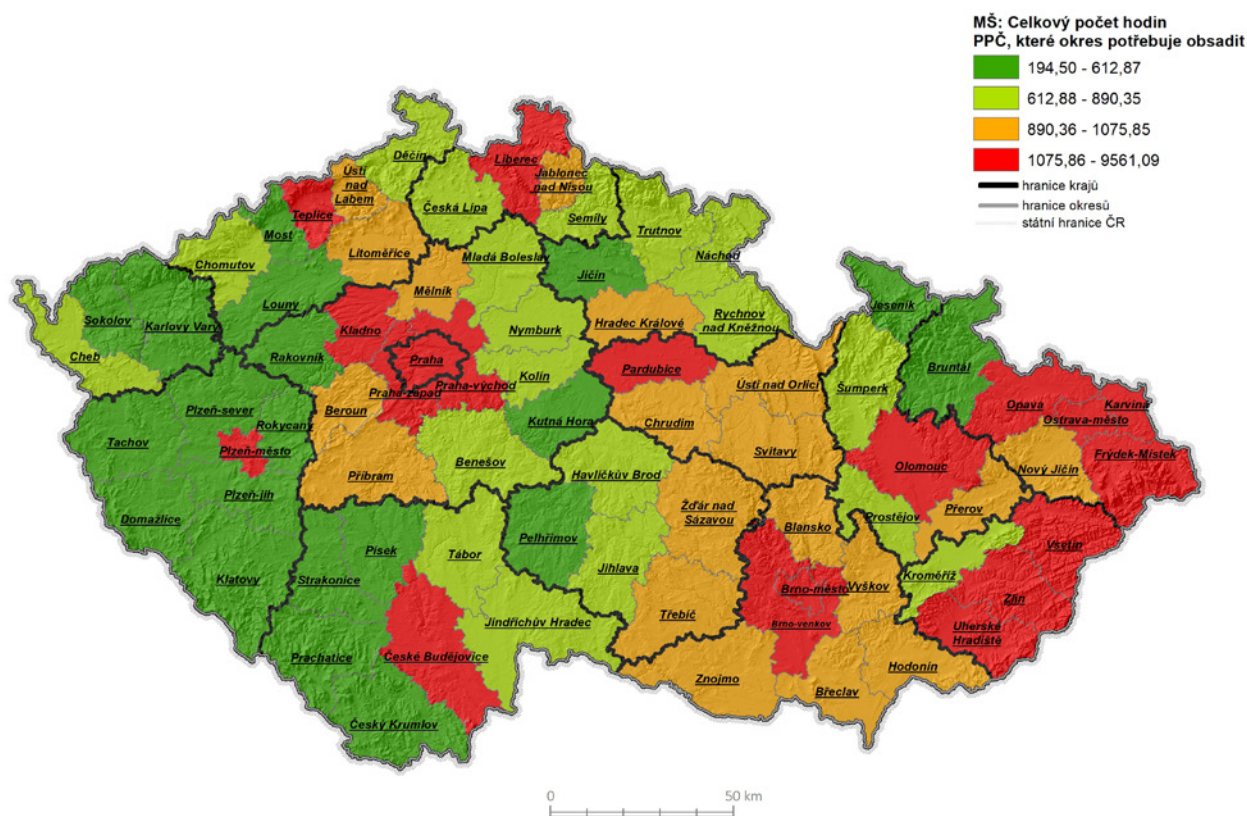 MŠ: Celkový počet hodin
PPČ, které okres potřebuje obsadit
194,50 - 612,87
612,88 - 890,35
890,36 - 1075,85
1075,86 - 9561,09
hranice krajů
hranice okresů
státní hranice ČR
Děčín
Liberec
Ústí
nad
Labem
Jablonec
nad Nisou
Teplice
Česká Lípa
Semily
Most
Trutnov
Litoměřice
Mladá Boleslav
Náchod
Chomutov
Jičín
Mělník
Louny
Jeseník
Sokolov
Karlovy Vary
Kladno
Nymburk
Hradec Králové
Rychnov
nad Kněžnou
Cheb
Rakovník
Praha
Kolín
Pardubice
Bruntál
Praha-západ
Praha-východ
Ústí nad Orlicí
Šumperk
Opava
Karviná
Ostrava-město
Plzeň-sever
Beroun
Kutná Hora
Chrudim
Rokycany
Tachov
Plzeň-město
Benešov
Svitavy
Frýdek-Místek
Příbram
Havlíčkův Brod
Olomouc
Nový Jičín
Plzeň-jih
Žďár nad
Sázavou
Domažlice
Prostějov
Přerov
Blansko
Písek
Pelhřimov
Tábor
Vsetín
Klatovy
Strakonice
Jihlava
Kroměříž
Brno-město
Vyškov
Zlín
Třebíč
Jindřichův Hradec
Brno-venkov
Uherské
Hradiště
Prachatice
České Budějovice
Hodonín
Znojmo
Břeclav
Český Krumlov
0
50 km